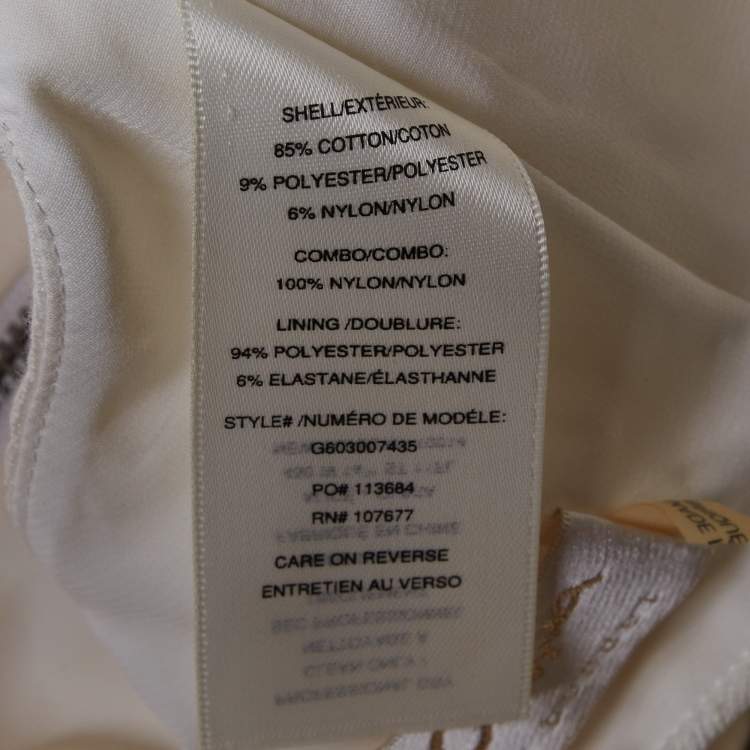 SHELL/EXTÉRIEUR:
85% COTTON/COTON
9% POLYESTER/POLYESTER
6% NYLON/NYLON
COMBO/COMBO:
100% NYLON/NYLON
LINING /DOUBLURE:
94% POLYESTER/POLYESTER
6% ELASTANE/ÉLASTHANNE
STYLE# /NUMÉRO DE MODÉLE:
G603007435
PO# 113684
RN# 107677
CARE ON REVERSE
ENTRETIEN AU VERSO